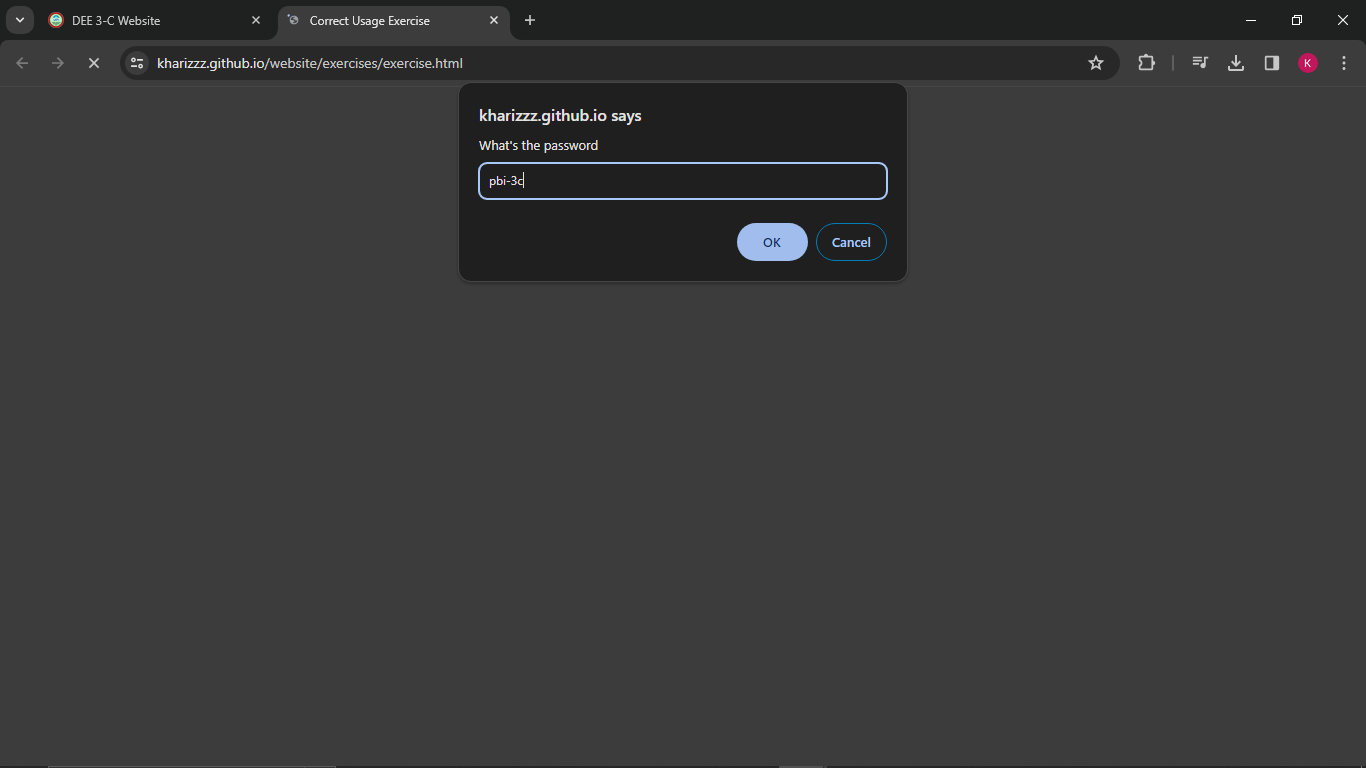 DEE 3-C Website
Correct Usage Exercise
kharizzz.github.io/website/exercises/exercise.html
K
kharizzz.github.io says
What's the password
pbi-3c
OK Cancel